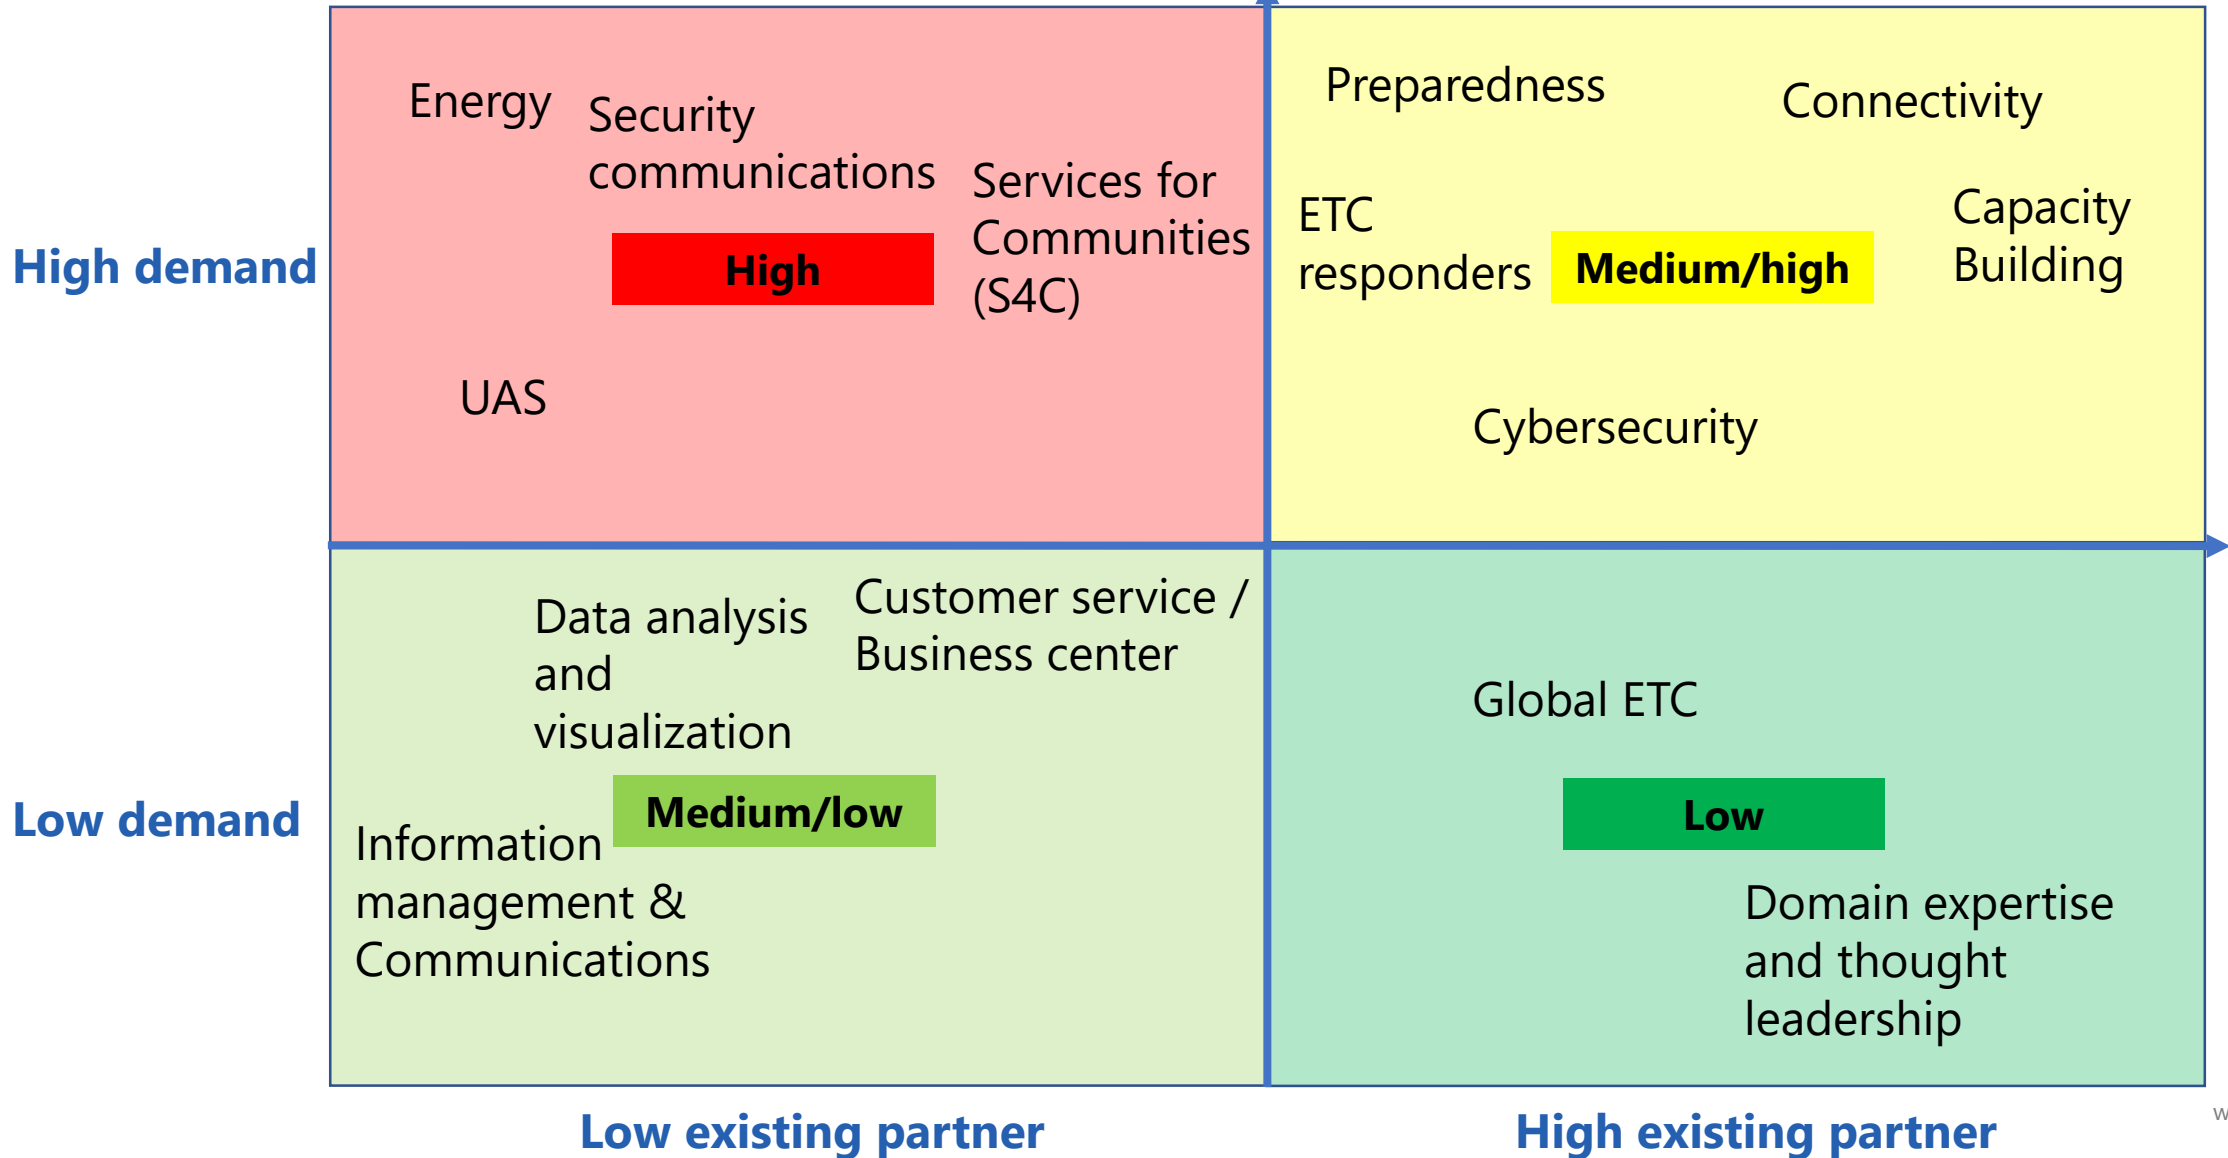 Energy
Security
communications
Services for
Communities
(S4C)
High demand
High
UAS
Preparedness
Connectivity
ETC
responders
Capacity
Building
Medium/high
Cybersecurity
Data analysis
and
visualization
Customer service /
Business center
Low demand
Medium/low
Information
management &
Communications
Global ETC
Low
Domain expertise
and thought
leadership
Low existing partner
High existing partner